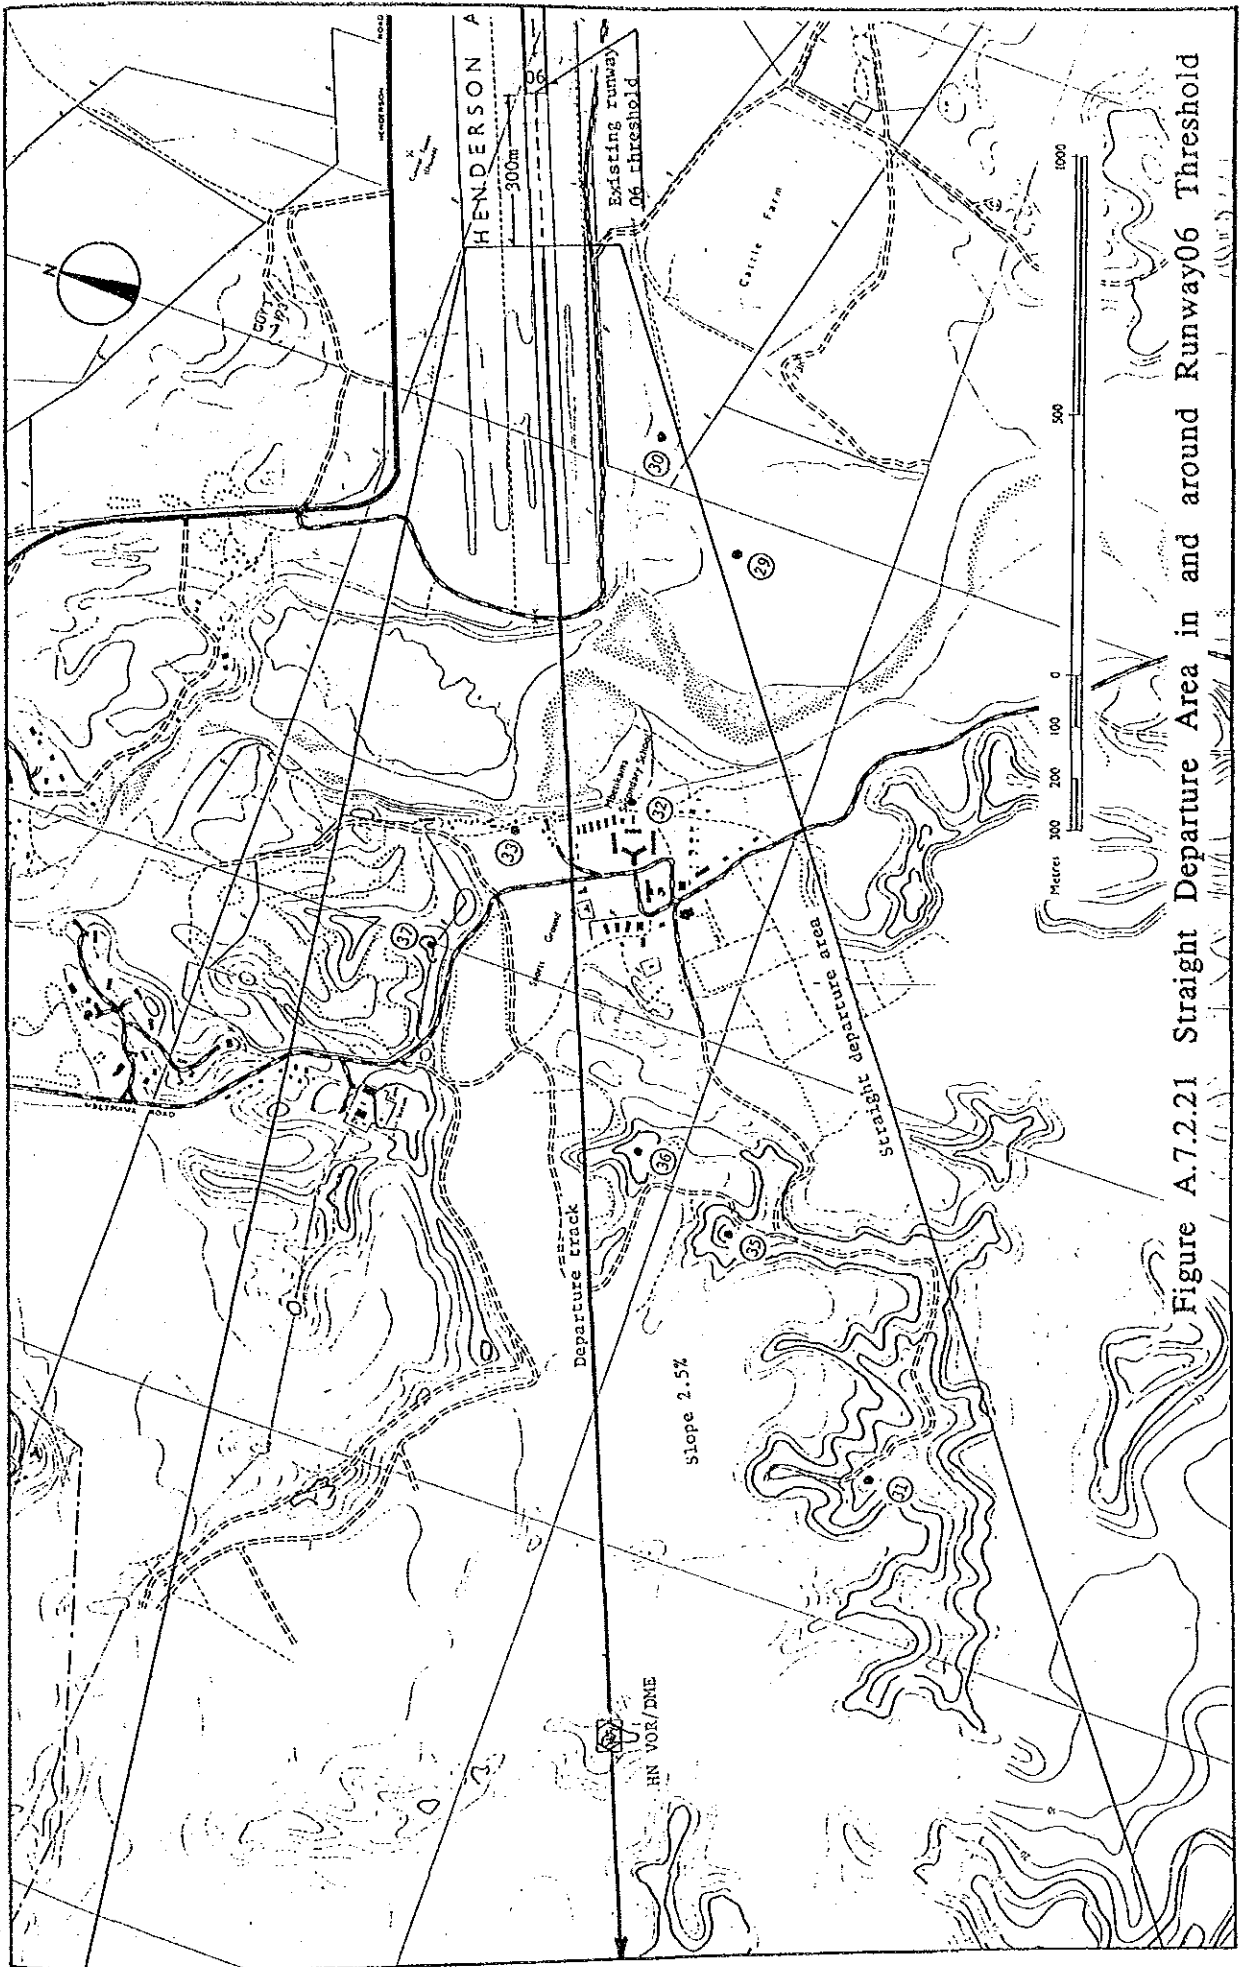 HENDERSON ROAD
HENDERSON A
N
06
300m
Existing runway
06 threshold
Farm
30
29
33
Secondary School
32
37
Sports Ground
ROAD
36
35
31
Departure track
Straight departure area
Slope 2.5%
HN VOR/DME
Metres 300 200 100 0 500 1000
Figure A.7.2.21 Straight Departure Area in and around Runway06 Threshold